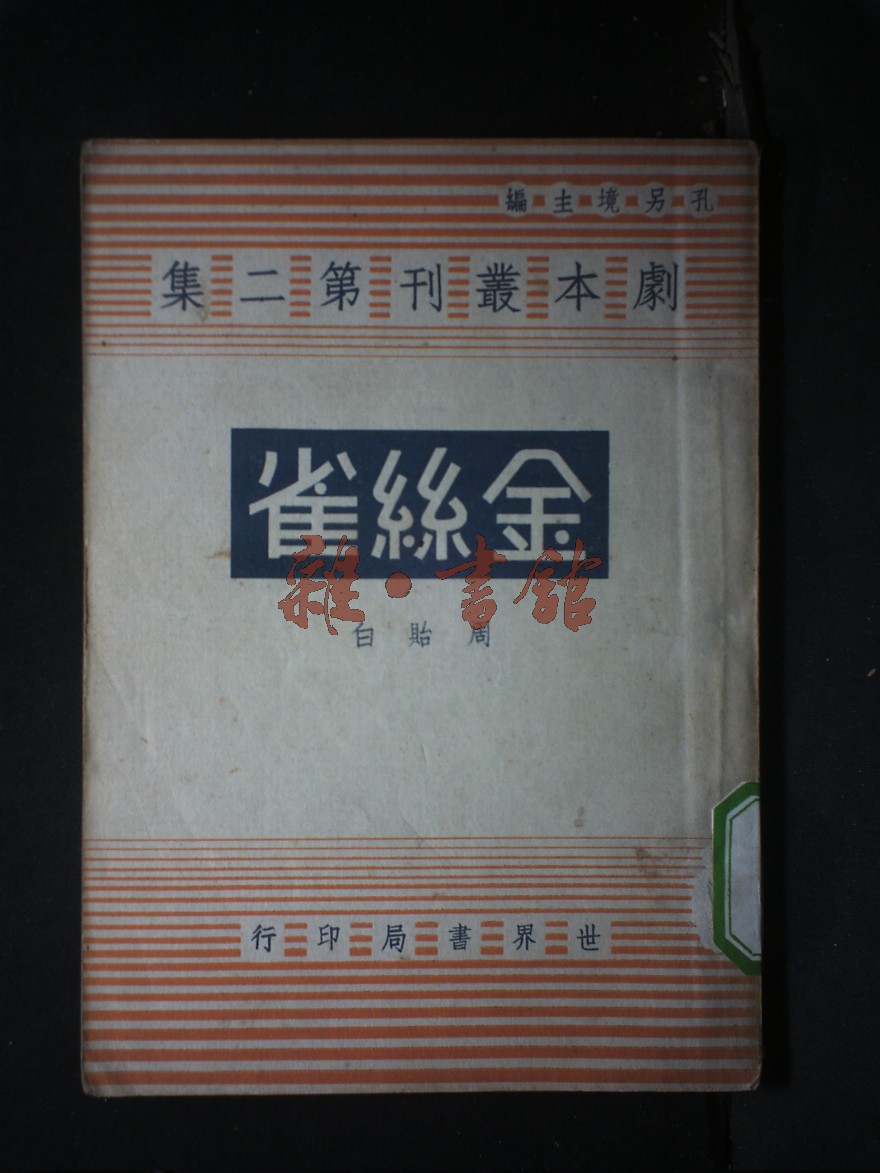 孔另境主編
劇本叢刊第二集
金絲雀
雜·書館
周貽白
世界書局印行